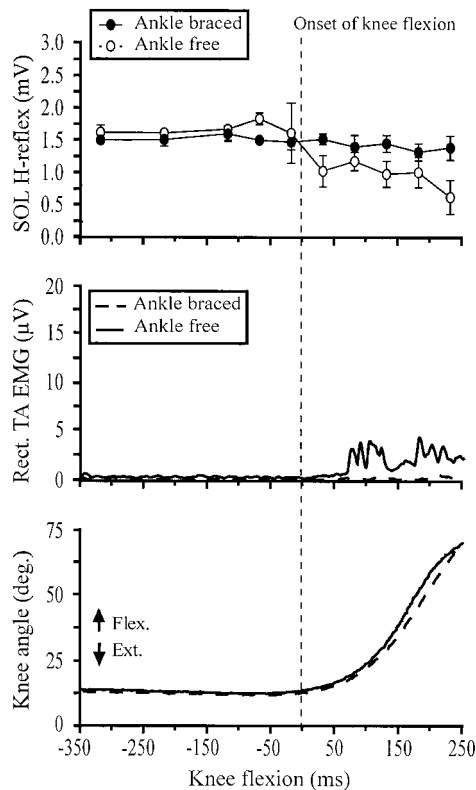 Ankle braced
Ankle free
Onset of knee flexion
SOL H-reflex (mV)
3.0
2.5
2.0
1.5
1.0
0.5
0.0
Ankle braced
Ankle free
Rect. TA EMG (µV)
20
15
10
5
0
Knee angle (deg.)
75
50
25
0
Flex.
Ext.
-350 -250 -150 -50 50 150 250
Knee flexion (ms)